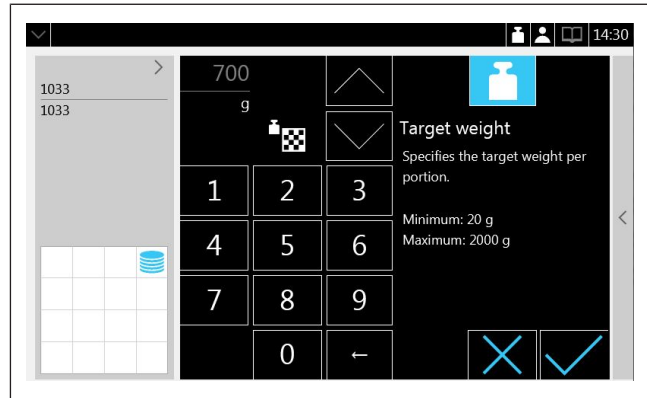 14:30
1033
1033
700
g
1 2 3
4 5 6
7 8 9
0 ←
Target weight
Specifies the target weight per
portion.
Minimum: 20 g
Maximum: 2000 g